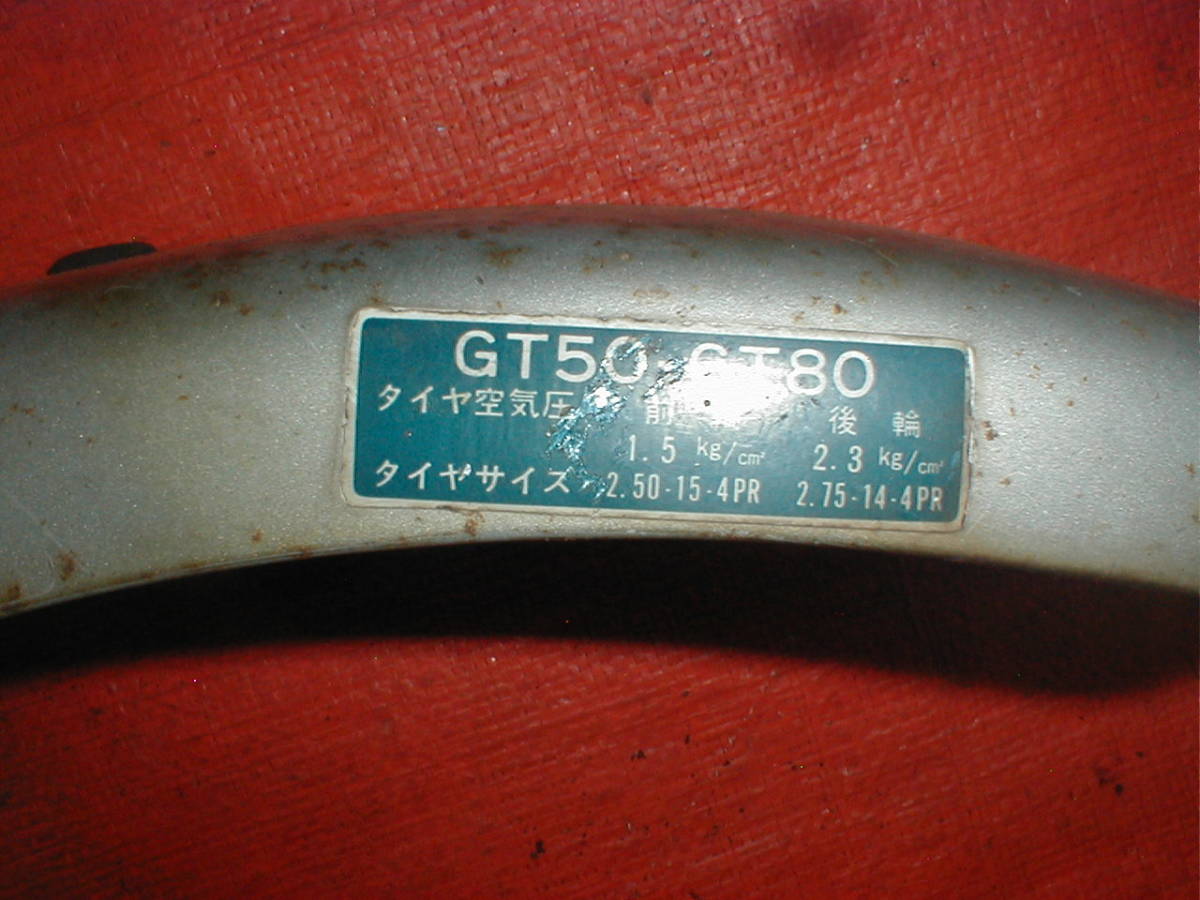 GT50・GT80
タイヤ空気圧 前 後輪
1.5 kg/cm² 2.3 kg/cm²
タイヤサイズ 2.50-15-4PR 2.75-14-4PR